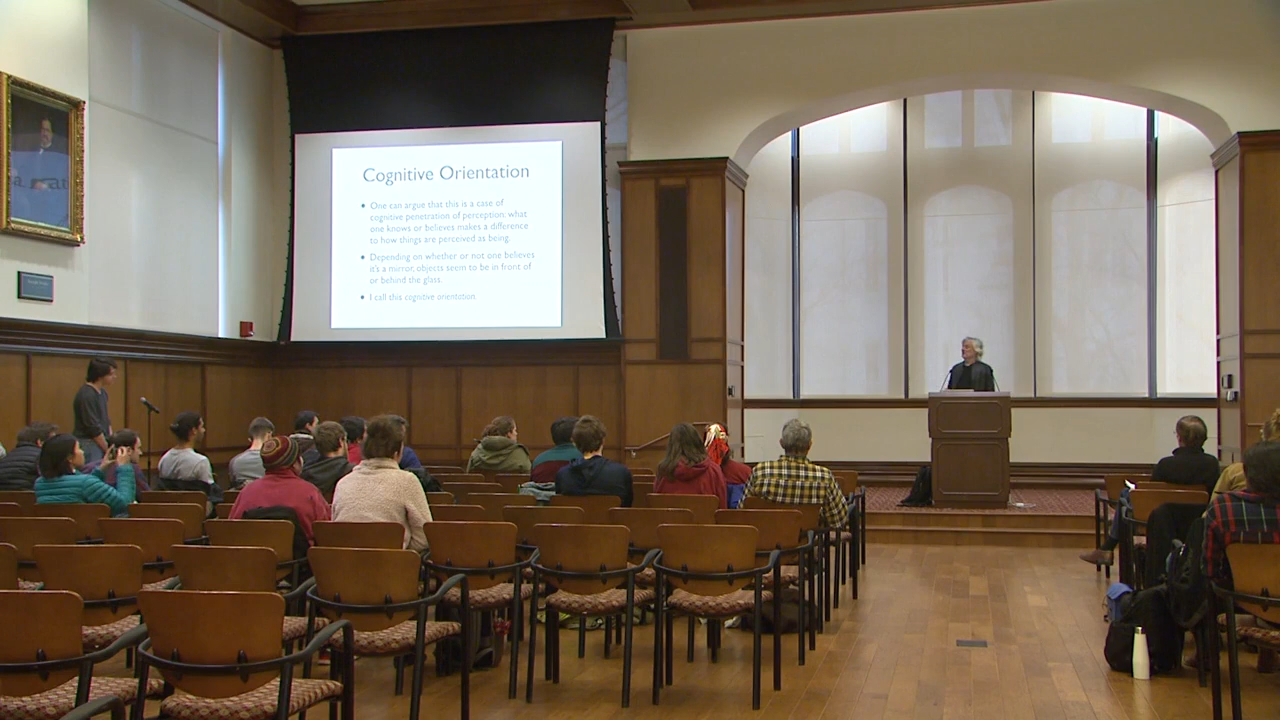 Cognitive Orientation
• One can argue that this is a case of
cognitive penetration of perception: what
one knows or believes makes a difference
to how things are perceived as being.
• Depending on whether or not one believes
it's a mirror, objects seem to be in front of
or behind the glass.
• I call this cognitive orientation.